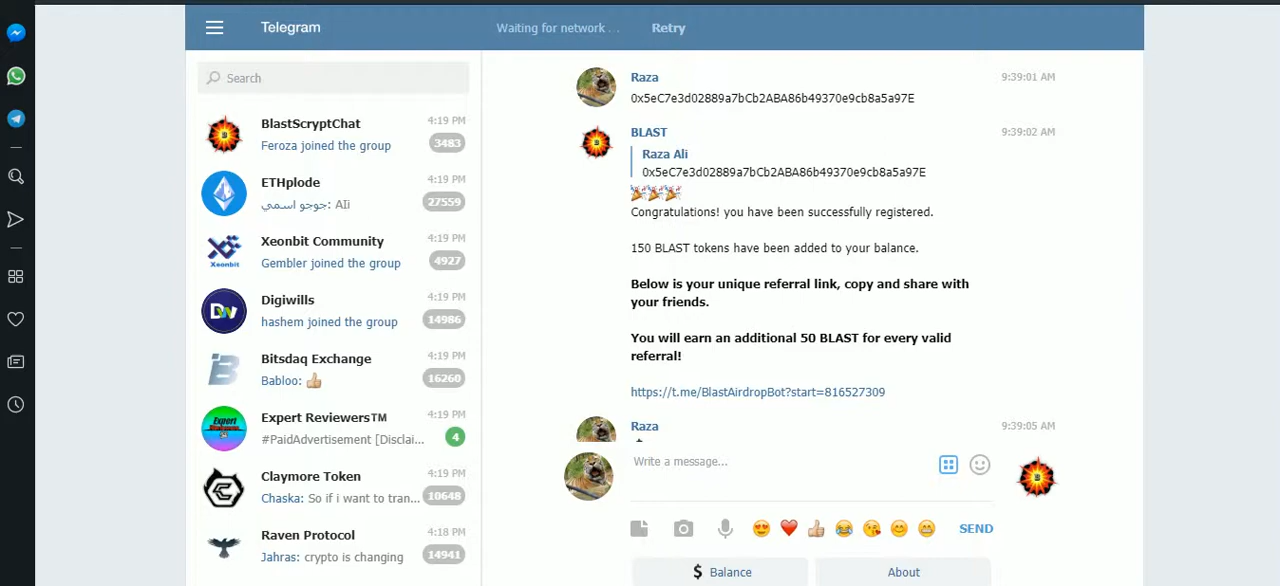 Telegram
Waiting for network ...
Retry
Search
BlastScryptChat
4:19 PM
Feroza joined the group
3483
ETHplode
4:19 PM
جوجو اسمي: Ali
27559
Xeonbit Community
4:19 PM
Gembler joined the group
4927
Xeonbit
Digiwills
4:19 PM
hashem joined the group
14986
Bitsdaq Exchange
4:19 PM
Babloo: 👍🏼
16260
Expert Reviewers™
4:19 PM
#PaidAdvertisement [Disclai...
4
Claymore Token
4:19 PM
Chaska: So if i want to tran...
10648
Raven Protocol
4:18 PM
Jahras: crypto is changing
14941
Raza
9:39:01 AM
0x5eC7e3d02889a7bCb2ABA86b49370e9cb8a5a97E
BLAST
9:39:02 AM
Raza Ali
0x5eC7e3d02889a7bCb2ABA86b49370e9cb8a5a97E
🎉🎉🎉
Congratulations! you have been successfully registered.
150 BLAST tokens have been added to your balance.
Below is your unique referral link, copy and share with
your friends.
You will earn an additional 50 BLAST for every valid
referral!
https://t.me/BlastAirdropBot?start=816527309
Raza
9:39:05 AM
Write a message...
SEND
$ Balance
About